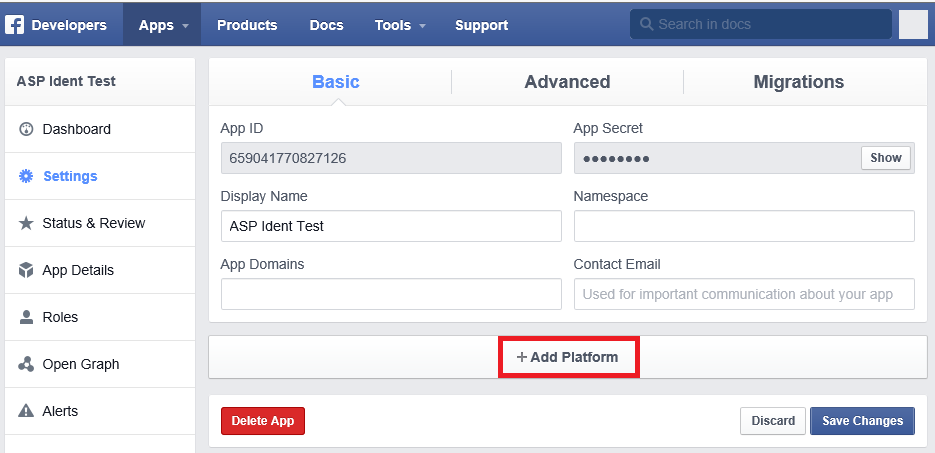 Developers Apps Products Docs Tools Support Search in docs
ASP Ident Test
Dashboard
Settings
Status & Review
App Details
Roles
Open Graph
Alerts
Basic Advanced Migrations
App ID App Secret
659041770827126 •••••••• Show
Display Name Namespace
ASP Ident Test
App Domains Contact Email
Used for important communication about your app
+ Add Platform
Delete App Discard Save Changes